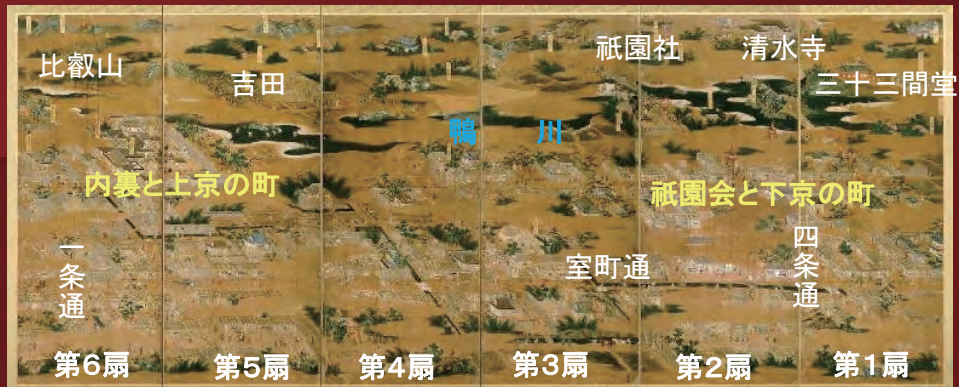 比叡山
吉田
祇園社
清水寺
三十三間堂
鴨川
内裏と上京の町
祇園会と下京の町
一条通
室町通
四条通
第6扇
第5扇
第4扇
第3扇
第2扇
第1扇